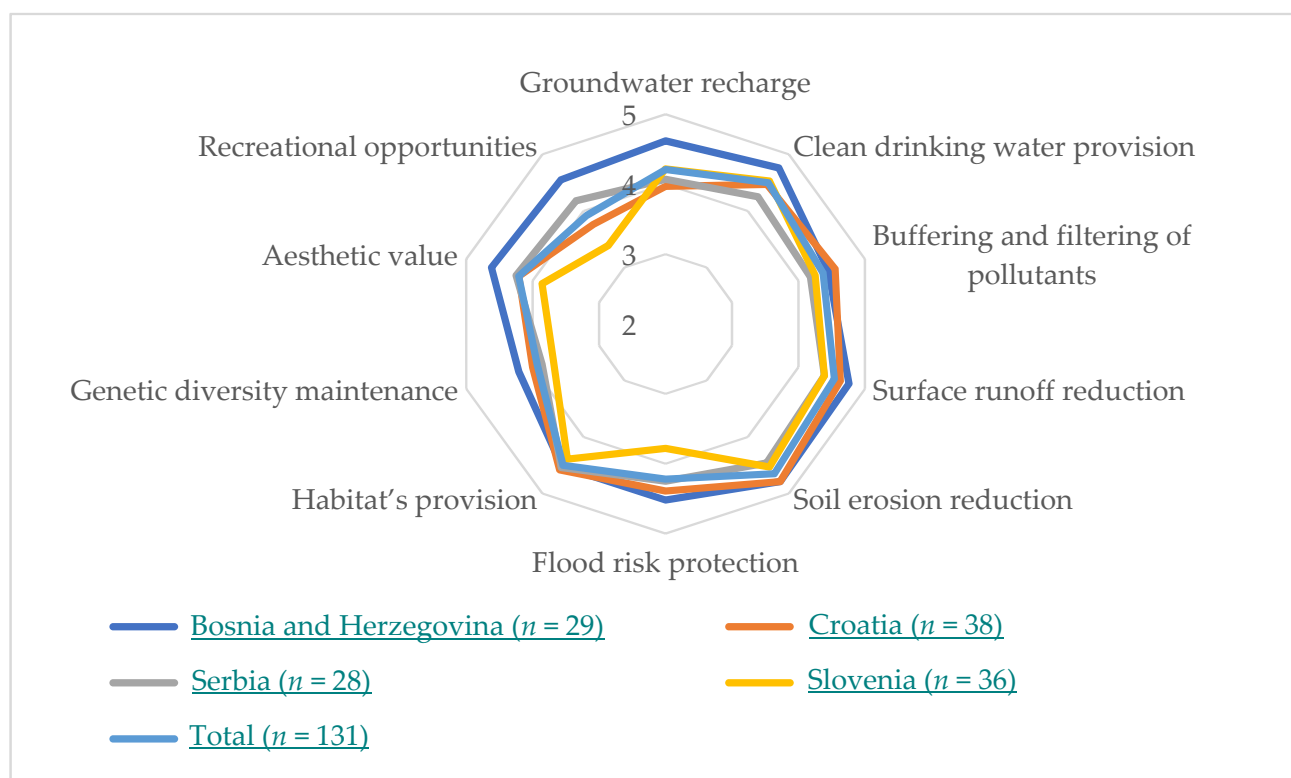 Groundwater recharge
5
Recreational opportunities
Clean drinking water provision
4
Aesthetic value
Buffering and filtering of
pollutants
3
2
Genetic diversity maintenance
Surface runoff reduction
Habitat’s provision
Soil erosion reduction
Flood risk protection
Bosnia and Herzegovina (n = 29)
Croatia (n = 38)
Serbia (n = 28)
Slovenia (n = 36)
Total (n = 131)